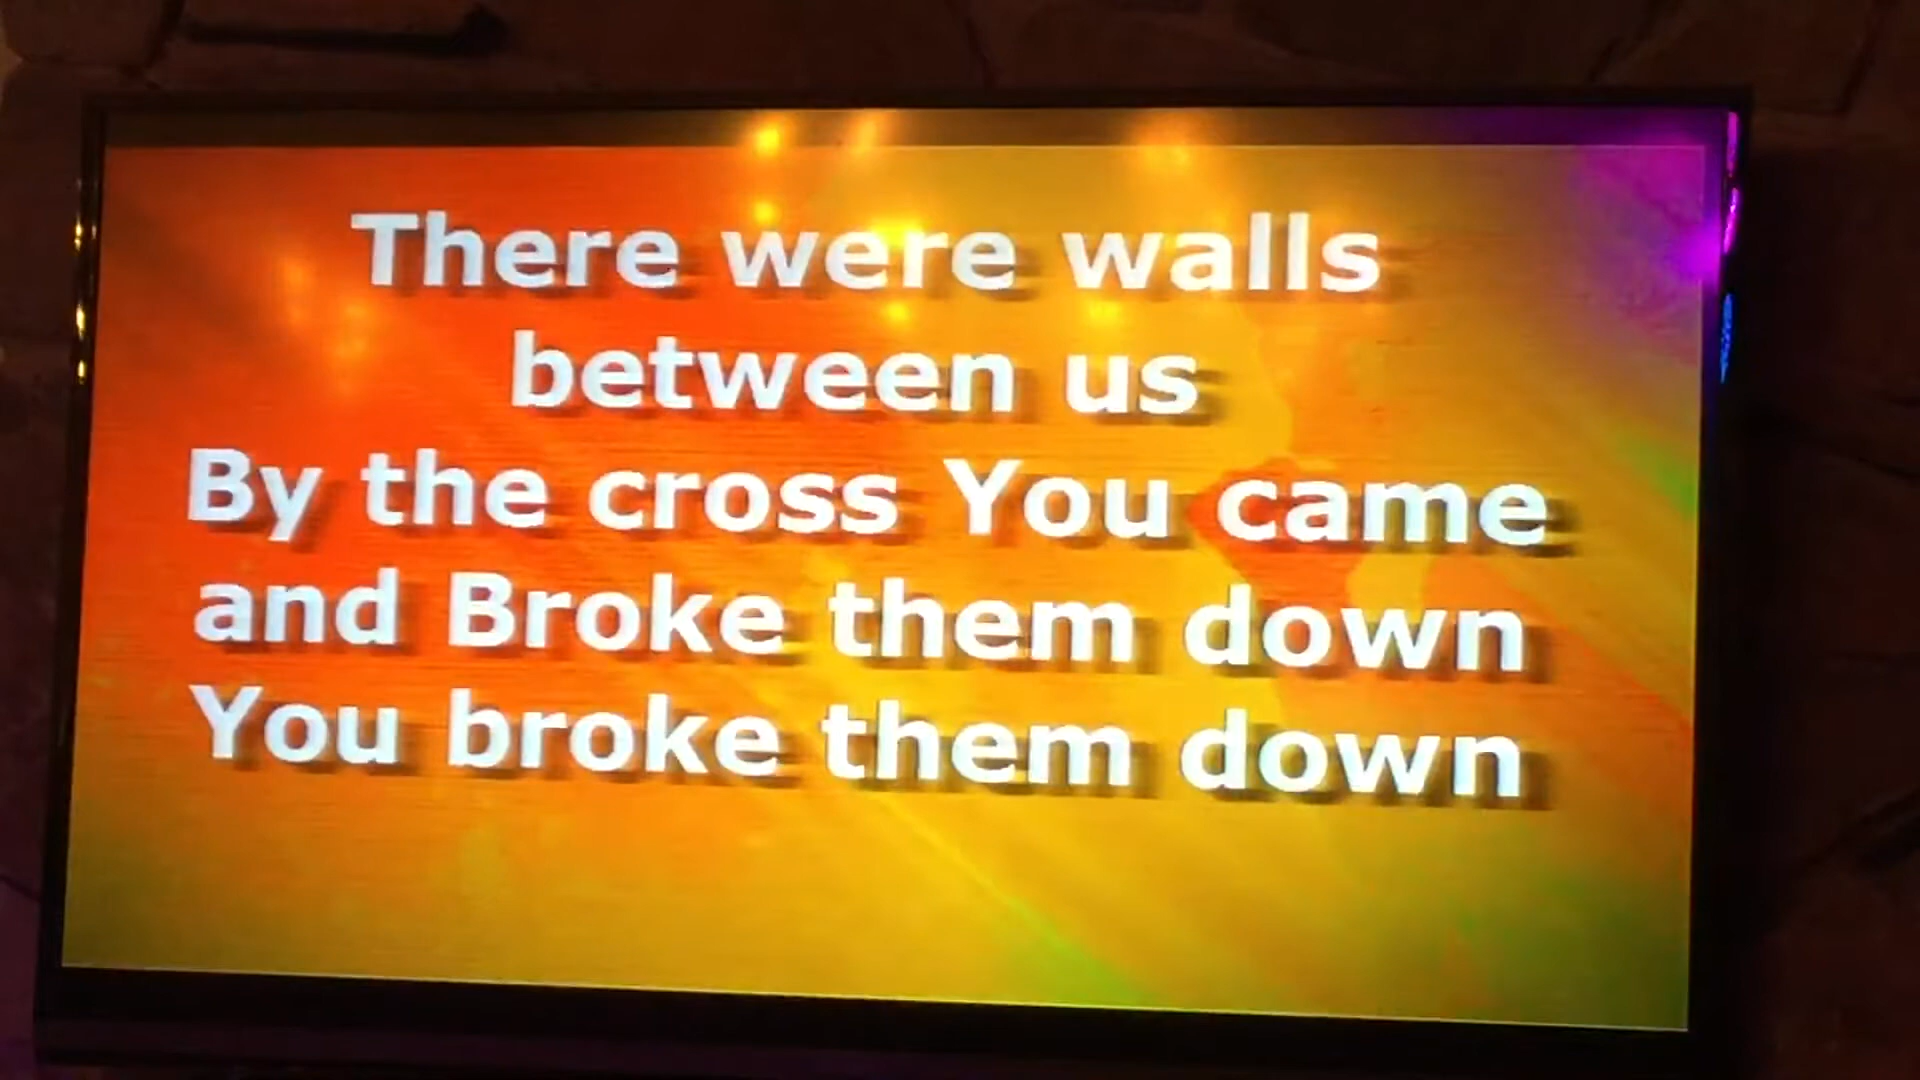 There were walls
between us
By the cross You came
and Broke them down
You broke them down